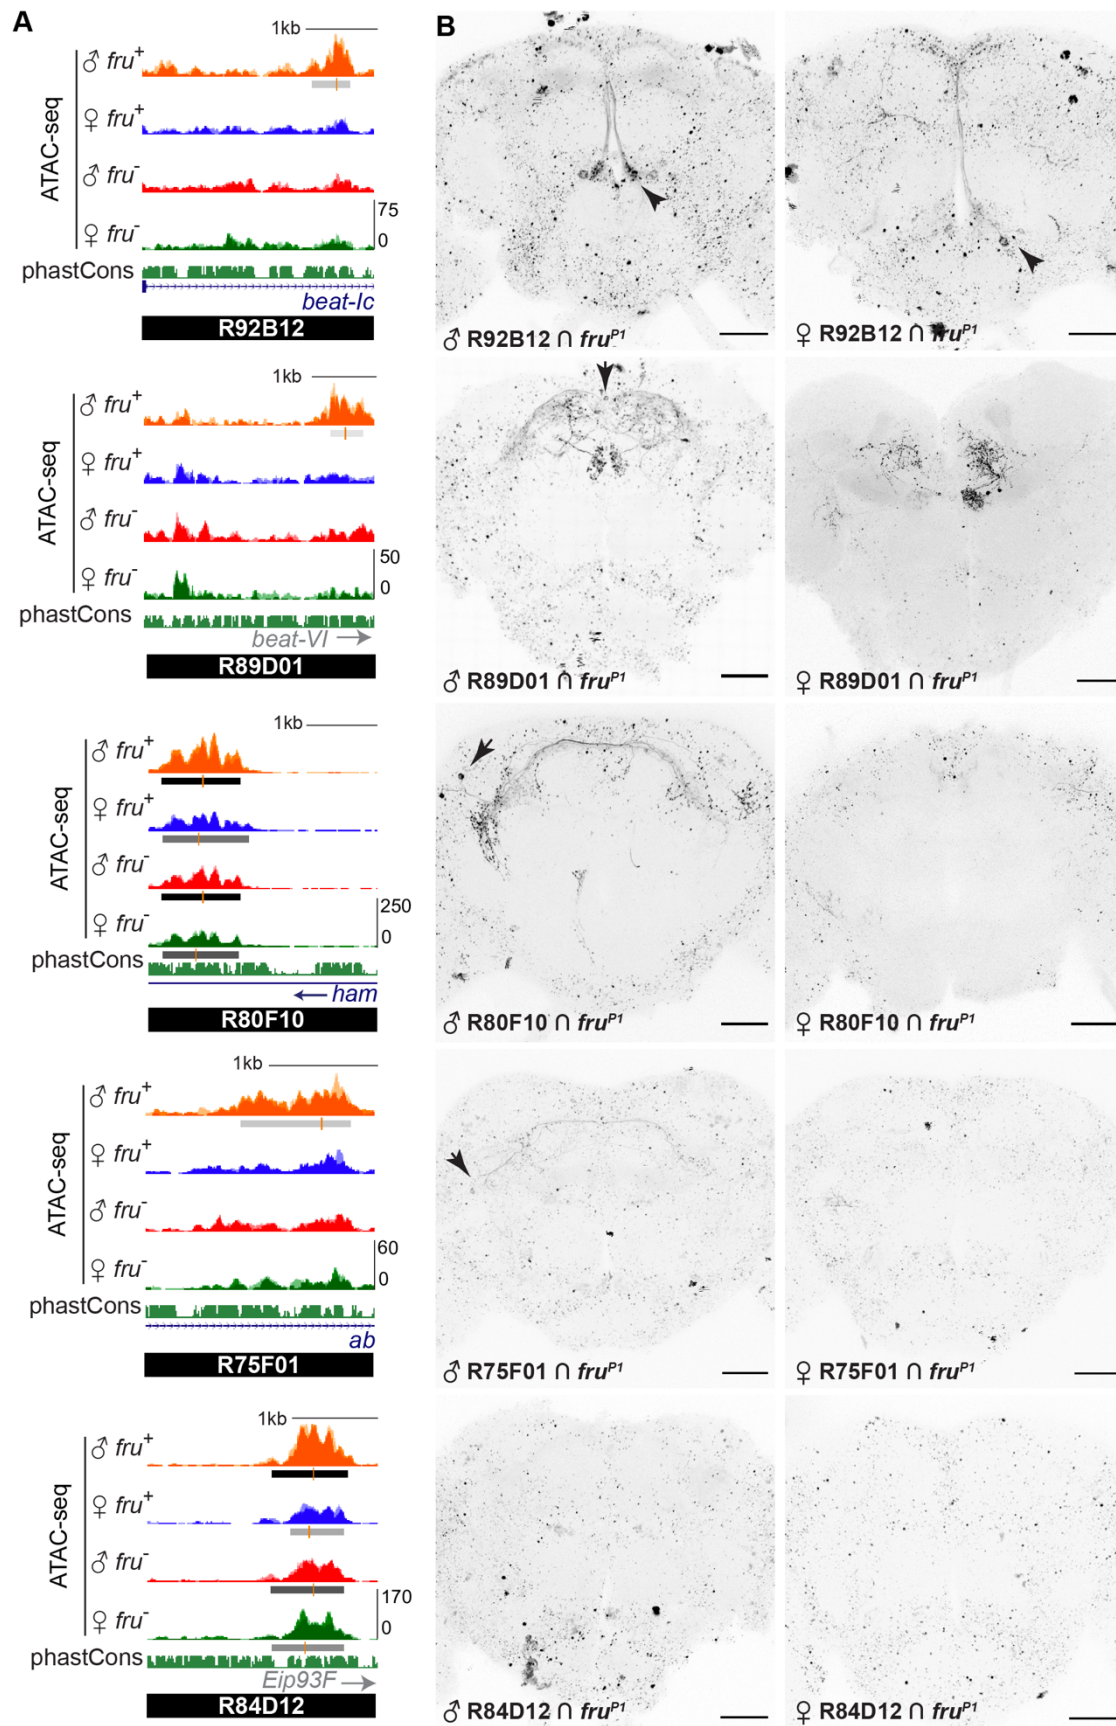 A
1kb
♂ fru+
♀ fru+
♂ fru-
♀ fru-
ATAC-seq
75
0
phastCons
beat-Ic
R92B12
1kb
♂ fru+
♀ fru+
♂ fru-
♀ fru-
ATAC-seq
50
0
phastCons
beat-VI →
R89D01
1kb
♂ fru+
♀ fru+
♂ fru-
♀ fru-
ATAC-seq
250
0
phastCons
← ham
R80F10
1kb
♂ fru+
♀ fru+
♂ fru-
♀ fru-
ATAC-seq
60
0
phastCons
ab
R75F01
1kb
♂ fru+
♀ fru+
♂ fru-
♀ fru-
ATAC-seq
170
0
phastCons
Eip93F →
R84D12
B
♂ R92B12 ∩ fruP1
♀ R92B12 ∩ fruP1
♂ R89D01 ∩ fruP1
♀ R89D01 ∩ fruP1
♂ R80F10 ∩ fruP1
♀ R80F10 ∩ fruP1
♂ R75F01 ∩ fruP1
♀ R75F01 ∩ fruP1
♂ R84D12 ∩ fruP1
♀ R84D12 ∩ fruP1